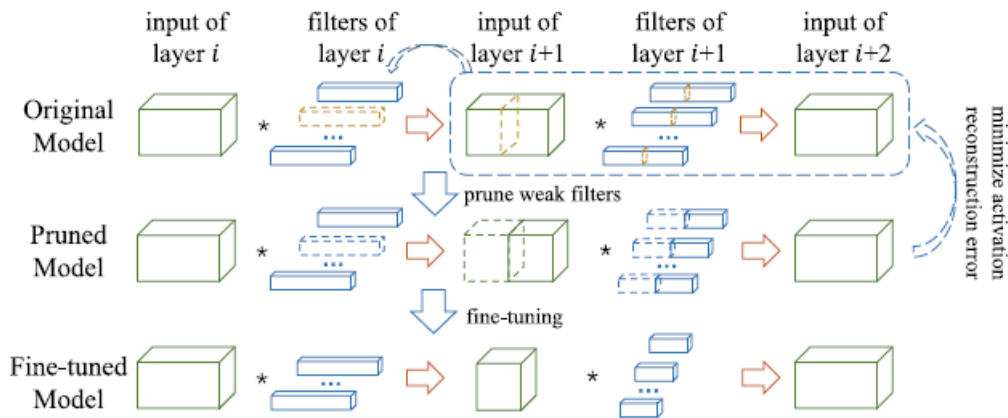 input of
layer i
filters of
layer i
input of
layer i+1
filters of
layer i+1
input of
layer i+2
Original
Model
*
...
*
...
minimize activation
reconstruction error
prune weak filters
Pruned
Model
*
...
*
...
fine-tuning
Fine-tuned
Model
*
...
*
...